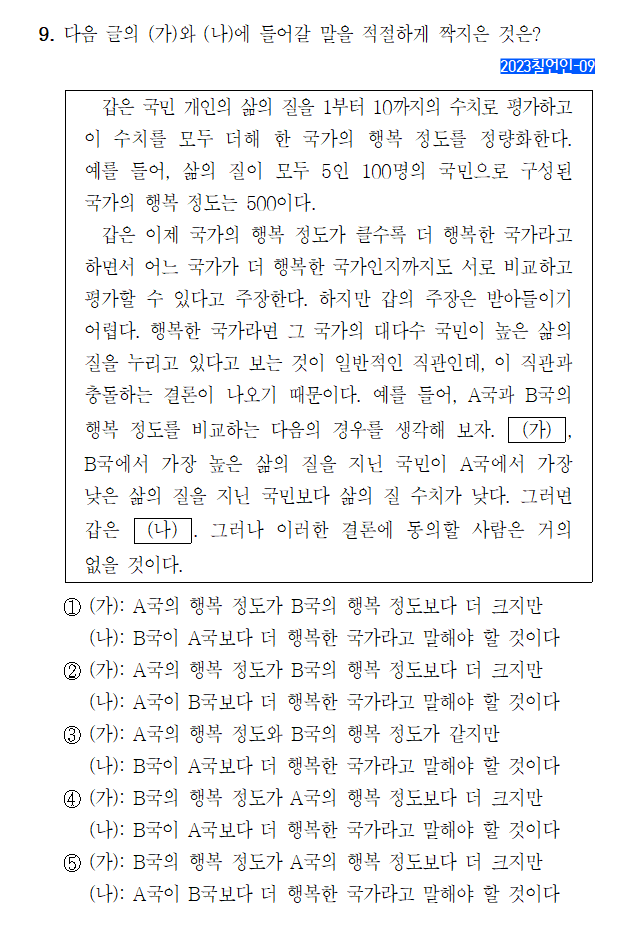 9. 다음 글의 (가)와 (나)에 들어갈 말을 적절하게 짝지은 것은?
2023칠언인-09
갑은 국민 개인의 삶의 질을 1부터 10까지의 수치로 평가하고
이 수치를 모두 더해 한 국가의 행복 정도를 정량화한다.
예를 들어, 삶의 질이 모두 5인 100명의 국민으로 구성된
국가의 행복 정도는 500이다.
갑은 이제 국가의 행복 정도가 클수록 더 행복한 국가라고
하면서 어느 국가가 더 행복한 국가인지까지도 서로 비교하고
평가할 수 있다고 주장한다. 하지만 갑의 주장은 받아들이기
어렵다. 행복한 국가라면 그 국가의 대다수 국민이 높은 삶의
질을 누리고 있다고 보는 것이 일반적인 직관인데, 이 직관과
충돌하는 결론이 나오기 때문이다. 예를 들어, A국과 B국의
행복 정도를 비교하는 다음의 경우를 생각해 보자. (가),
B국에서 가장 높은 삶의 질을 지닌 국민이 A국에서 가장
낮은 삶의 질을 지닌 국민보다 삶의 질 수치가 낮다. 그러면
갑은 (나). 그러나 이러한 결론에 동의할 사람은 거의
없을 것이다.
① (가): A국의 행복 정도가 B국의 행복 정도보다 더 크지만
(나): B국이 A국보다 더 행복한 국가라고 말해야 할 것이다
② (가): A국의 행복 정도가 B국의 행복 정도보다 더 크지만
(나): A국이 B국보다 더 행복한 국가라고 말해야 할 것이다
③ (가): A국의 행복 정도와 B국의 행복 정도가 같지만
(나): B국이 A국보다 더 행복한 국가라고 말해야 할 것이다
④ (가): B국의 행복 정도가 A국의 행복 정도보다 더 크지만
(나): B국이 A국보다 더 행복한 국가라고 말해야 할 것이다
⑤ (가): B국의 행복 정도가 A국의 행복 정도보다 더 크지만
(나): A국이 B국보다 더 행복한 국가라고 말해야 할 것이다